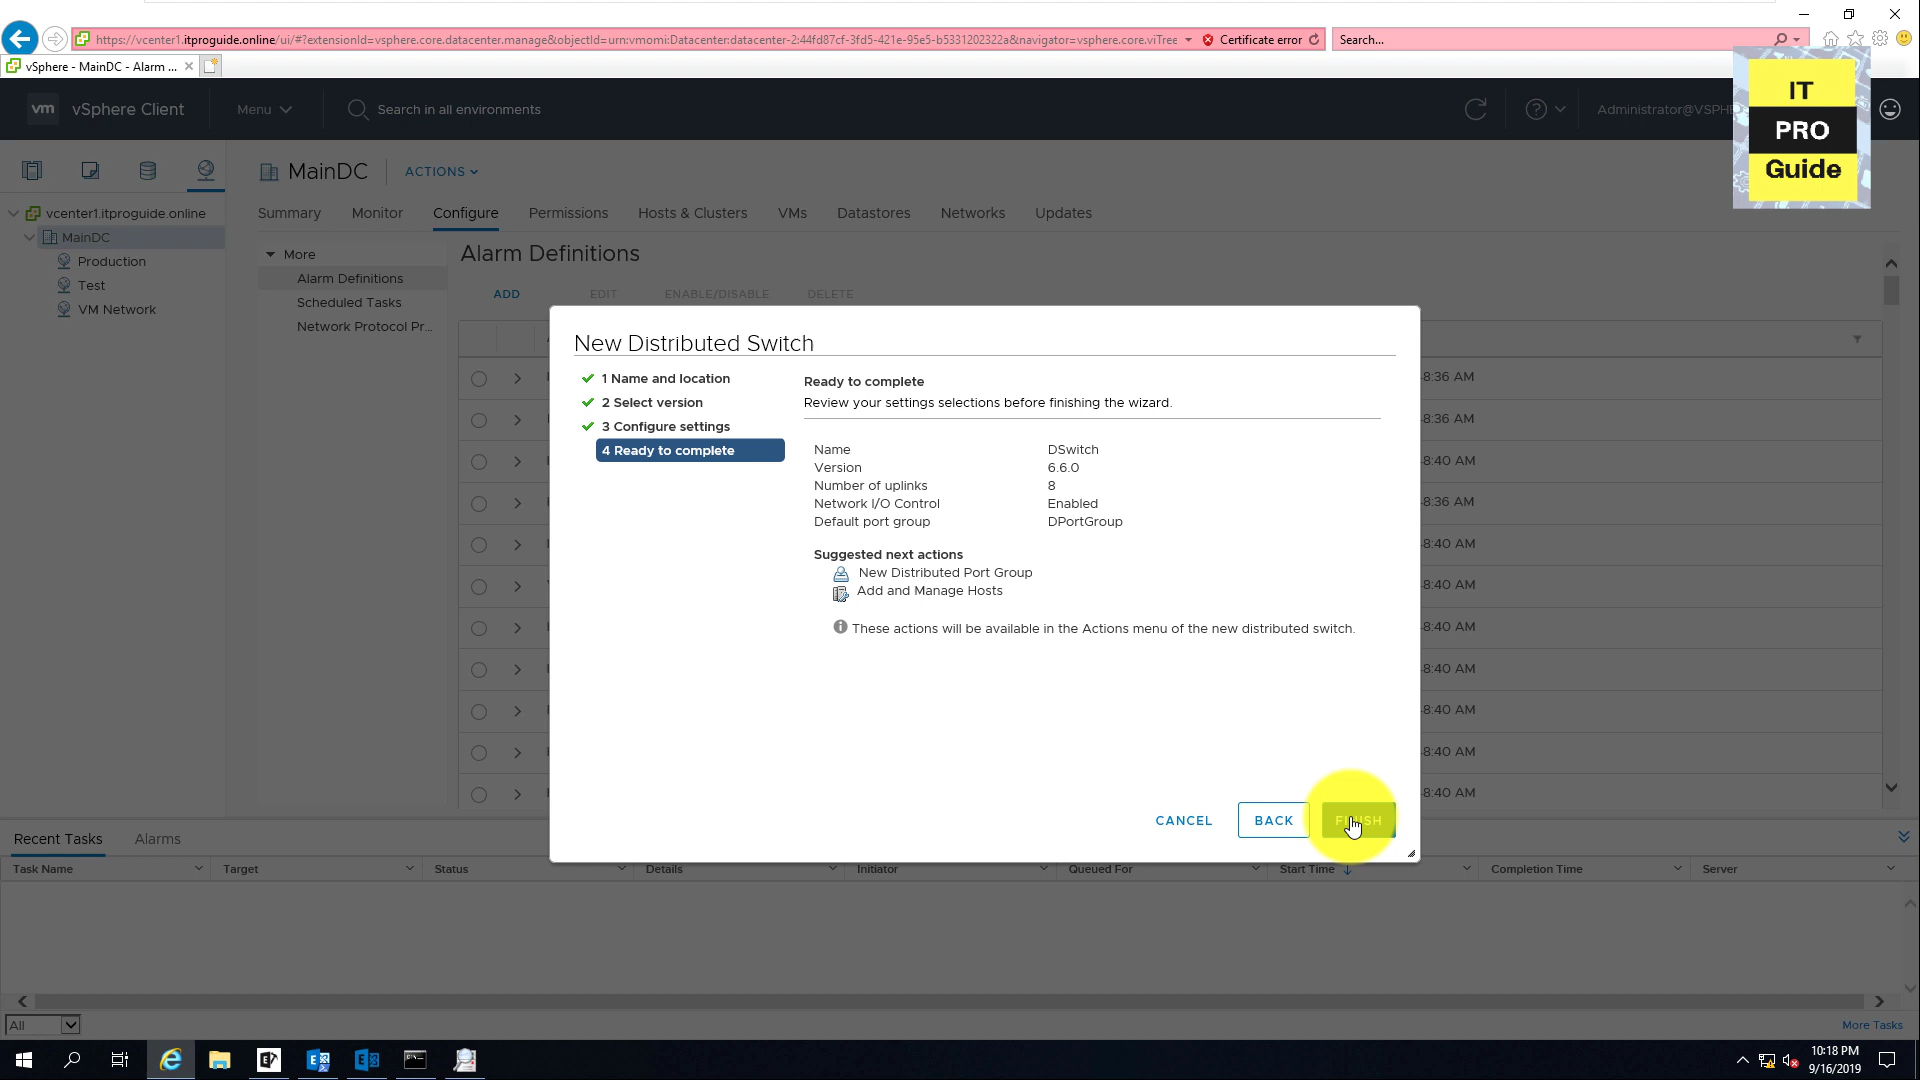 https://vcenter1.itproguide.online/ui/#?extensionId=vsphere.core.datacenter.manage&objectId=urn:vmomi:Datacenter:datacenter-2:44fd87cf-3fd5-421e-95e5-b5331202322a&navigator=vsphere.core.viTree
Certificate error
Search...
vSphere - MainDC - Alarm ...
vm vSphere Client
Menu
Search in all environments
Administrator@VSPHE
IT
PRO
Guide
MainDC
ACTIONS
Summary Monitor Configure Permissions Hosts & Clusters VMs Datastores Networks Updates
vcenter1.itproguide.online
MainDC
Production
Test
VM Network
More
Alarm Definitions
Scheduled Tasks
Network Protocol Pr...
Alarm Definitions
ADD EDIT ENABLE/DISABLE DELETE
8:36 AM
8:36 AM
8:40 AM
8:36 AM
8:40 AM
8:40 AM
8:40 AM
8:40 AM
8:40 AM
8:40 AM
8:40 AM
New Distributed Switch
1 Name and location
2 Select version
3 Configure settings
4 Ready to complete
Ready to complete
Review your settings selections before finishing the wizard.
Name DSwitch
Version 6.6.0
Number of uplinks 8
Network I/O Control Enabled
Default port group DPortGroup
Suggested next actions
New Distributed Port Group
Add and Manage Hosts
These actions will be available in the Actions menu of the new distributed switch.
CANCEL BACK FINISH
Recent Tasks Alarms
Task Name Target Status Details Initiator Queued For Start Time Completion Time Server
All
More Tasks
10:18 PM
9/16/2019